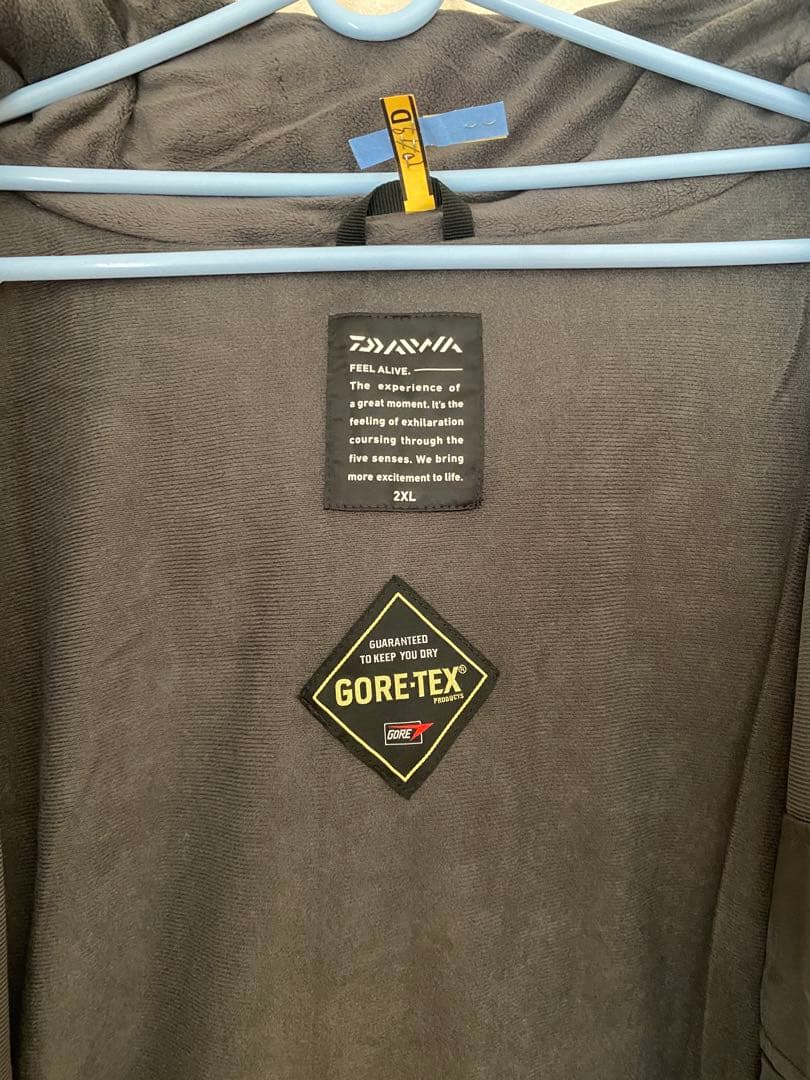 D
DAIWA
FEEL ALIVE.
The experience of
a great moment. It's the
feeling of exhilaration
coursing through the
five senses. We bring
more excitement to life.
2XL
GUARANTEED
TO KEEP YOU DRY
GORE-TEX®
PRODUCTS
GORE